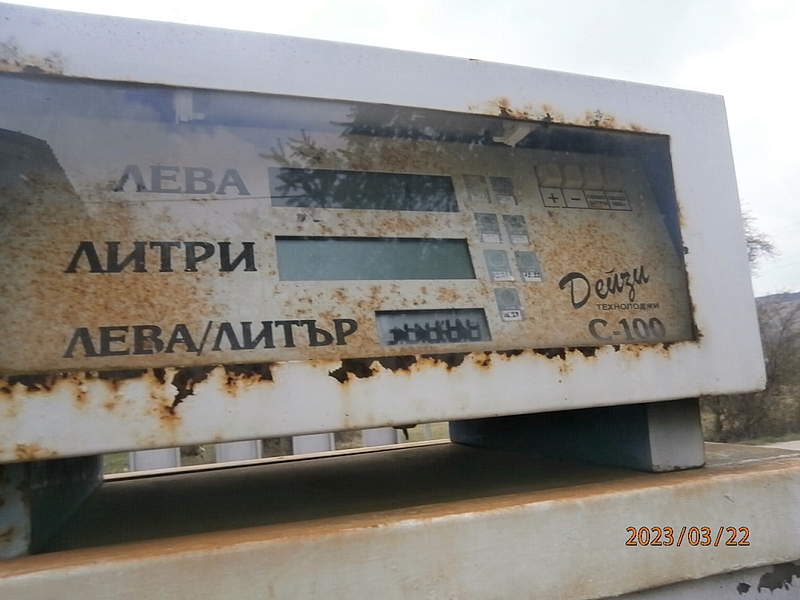 ЛЕВА
ЛИТРИ
ЛЕВА/ЛИТЪР
+ −
Дейзи
ТЕХНОЛОДЖИ
C-100
2023/03/22